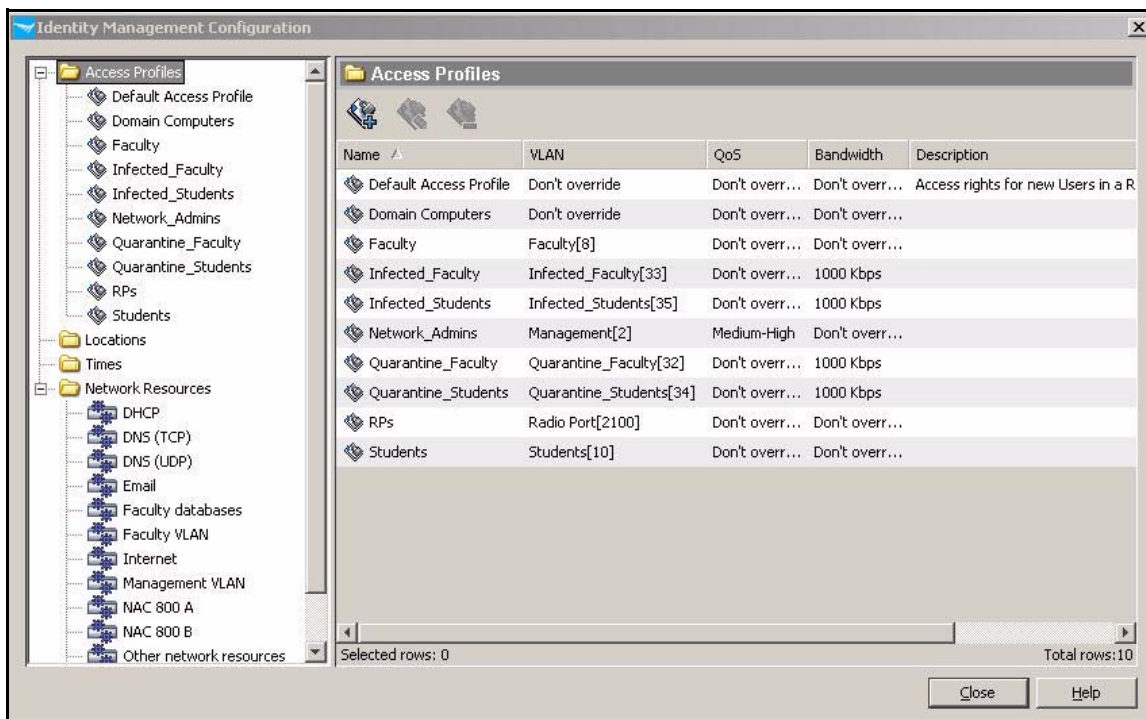 Identity Management Configuration
Access Profiles
Default Access Profile
Domain Computers
Faculty
Infected_Faculty
Infected_Students
Network_Admins
Quarantine_Faculty
Quarantine_Students
RPs
Students
Locations
Times
Network Resources
DHCP
DNS (TCP)
DNS (UDP)
Email
Faculty databases
Faculty VLAN
Internet
Management VLAN
NAC 800 A
NAC 800 B
Other network resources
Access Profiles
Name VLAN QoS Bandwidth Description
Default Access Profile Don't override Don't overr... Don't overr... Access rights for new Users in a R
Domain Computers Don't override Don't overr... Don't overr...
Faculty Faculty[8] Don't overr... Don't overr...
Infected_Faculty Infected_Faculty[33] Don't overr... 1000 Kbps
Infected_Students Infected_Students[35] Don't overr... 1000 Kbps
Network_Admins Management[2] Medium-High Don't overr...
Quarantine_Faculty Quarantine_Faculty[32] Don't overr... 1000 Kbps
Quarantine_Students Quarantine_Students[34] Don't overr... 1000 Kbps
RPs Radio Port[2100] Don't overr... Don't overr...
Students Students[10] Don't overr... Don't overr...
Selected rows: 0 Total rows:10
Close Help